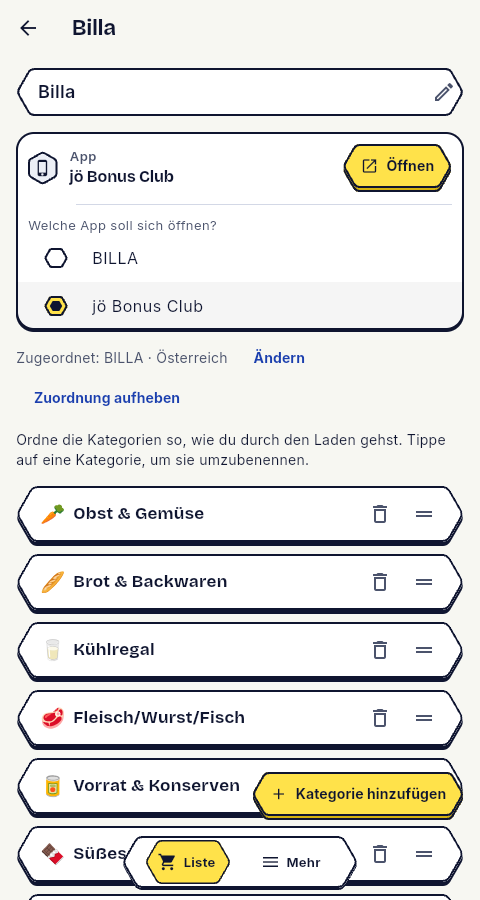 Billa
Billa
App
jö Bonus Club
Öffnen
Welche App soll sich öffnen?
BILLA
jö Bonus Club
Zugeordnet: BILLA · Österreich
Ändern
Zuordnung aufheben
Ordne die Kategorien so, wie du durch den Laden gehst. Tippe
auf eine Kategorie, um sie umzubenennen.
Obst & Gemüse
Brot & Backwaren
Kühlregal
Fleisch/Wurst/Fisch
Vorrat & Konserven
Kategorie hinzufügen
Süßes
Liste
Mehr